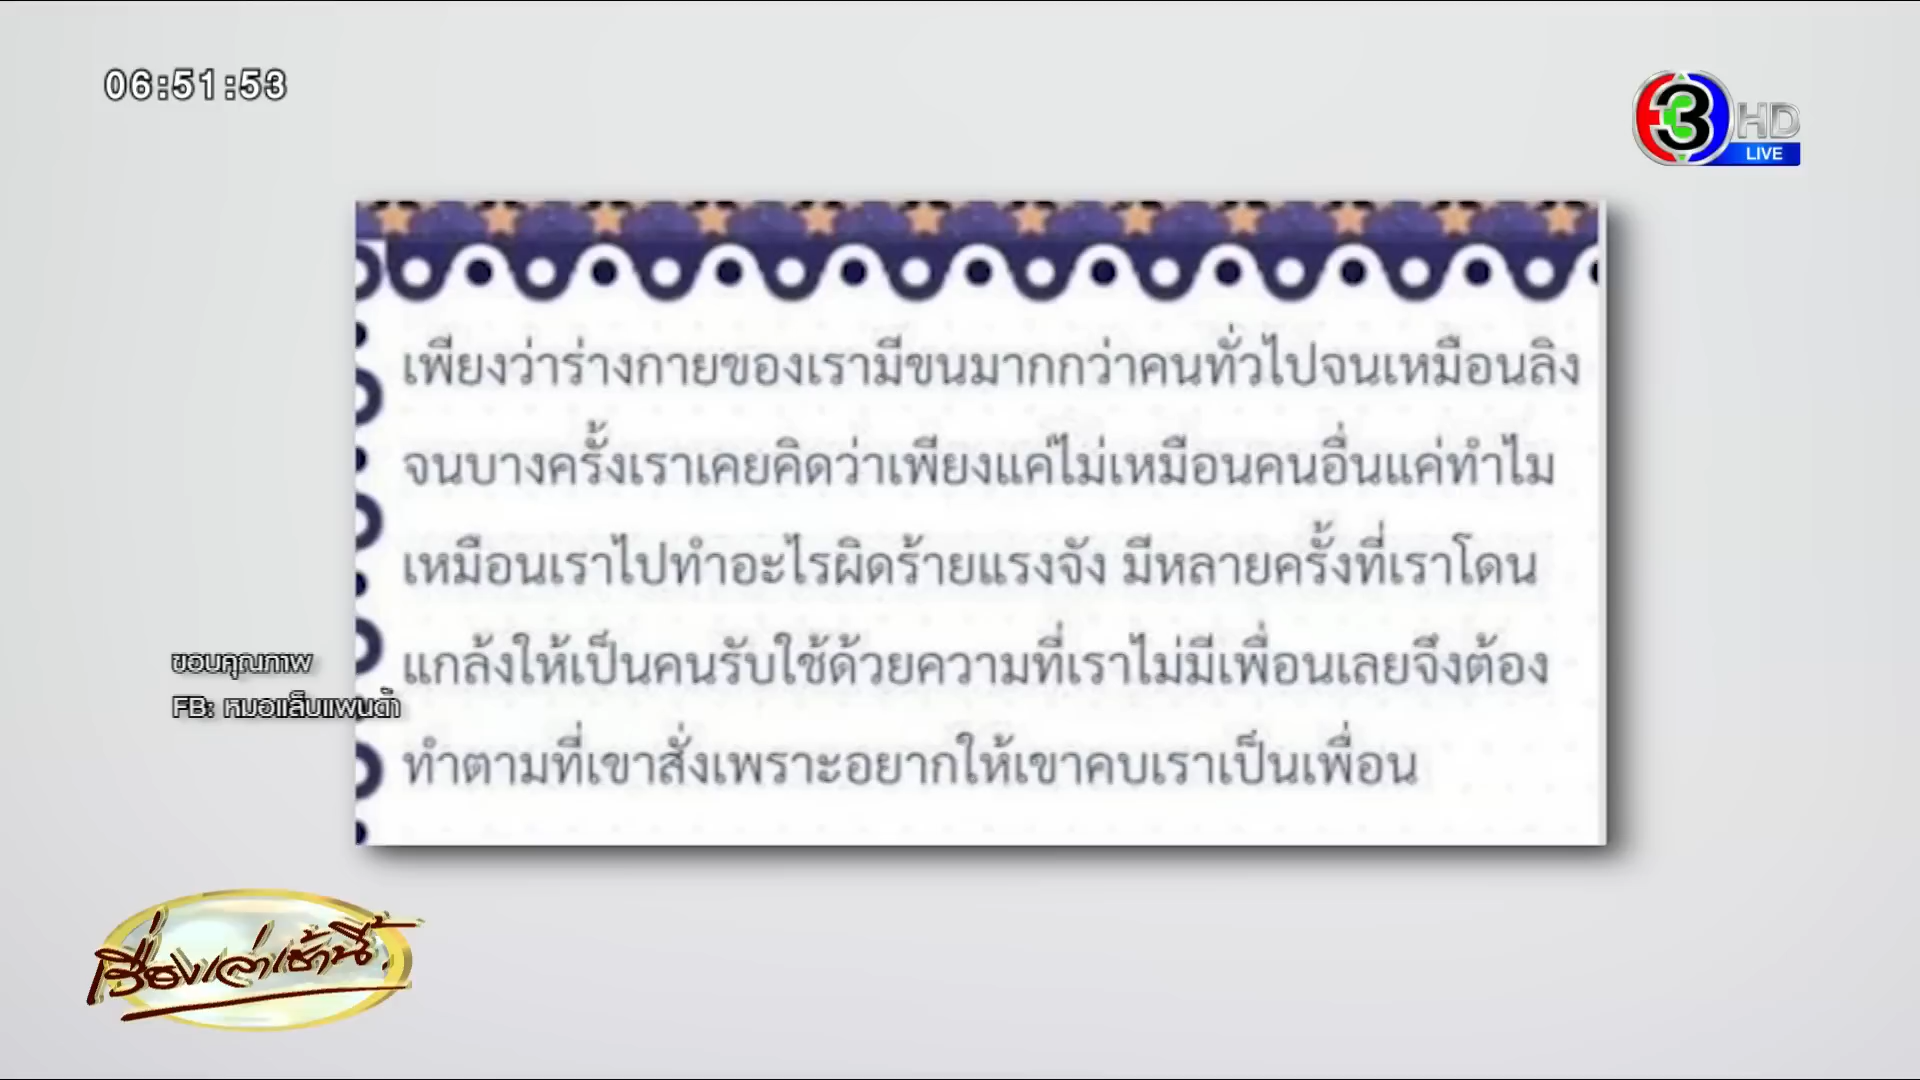 06:51:53
3 HD
LIVE
เพียงว่าร่างกายของเรามีขนมากกว่าคนทั่วไปจนเหมือนลิง
จนบางครั้งเราเคยคิดว่าเพียงแค่ไม่เหมือนคนอื่นแค่ทำไม
เหมือนเราไปทำอะไรผิดร้ายแรงจัง มีหลายครั้งที่เราโดน
แกล้งให้เป็นคนรับใช้ด้วยความที่เราไม่มีเพื่อนเลยจึงต้อง
ทำตามที่เขาสั่งเพราะอยากให้เขาคบเราเป็นเพื่อน
ขอบคุณภาพ
FB: หมอแล็บแพนด้า
เรื่องเล่าเช้านี้